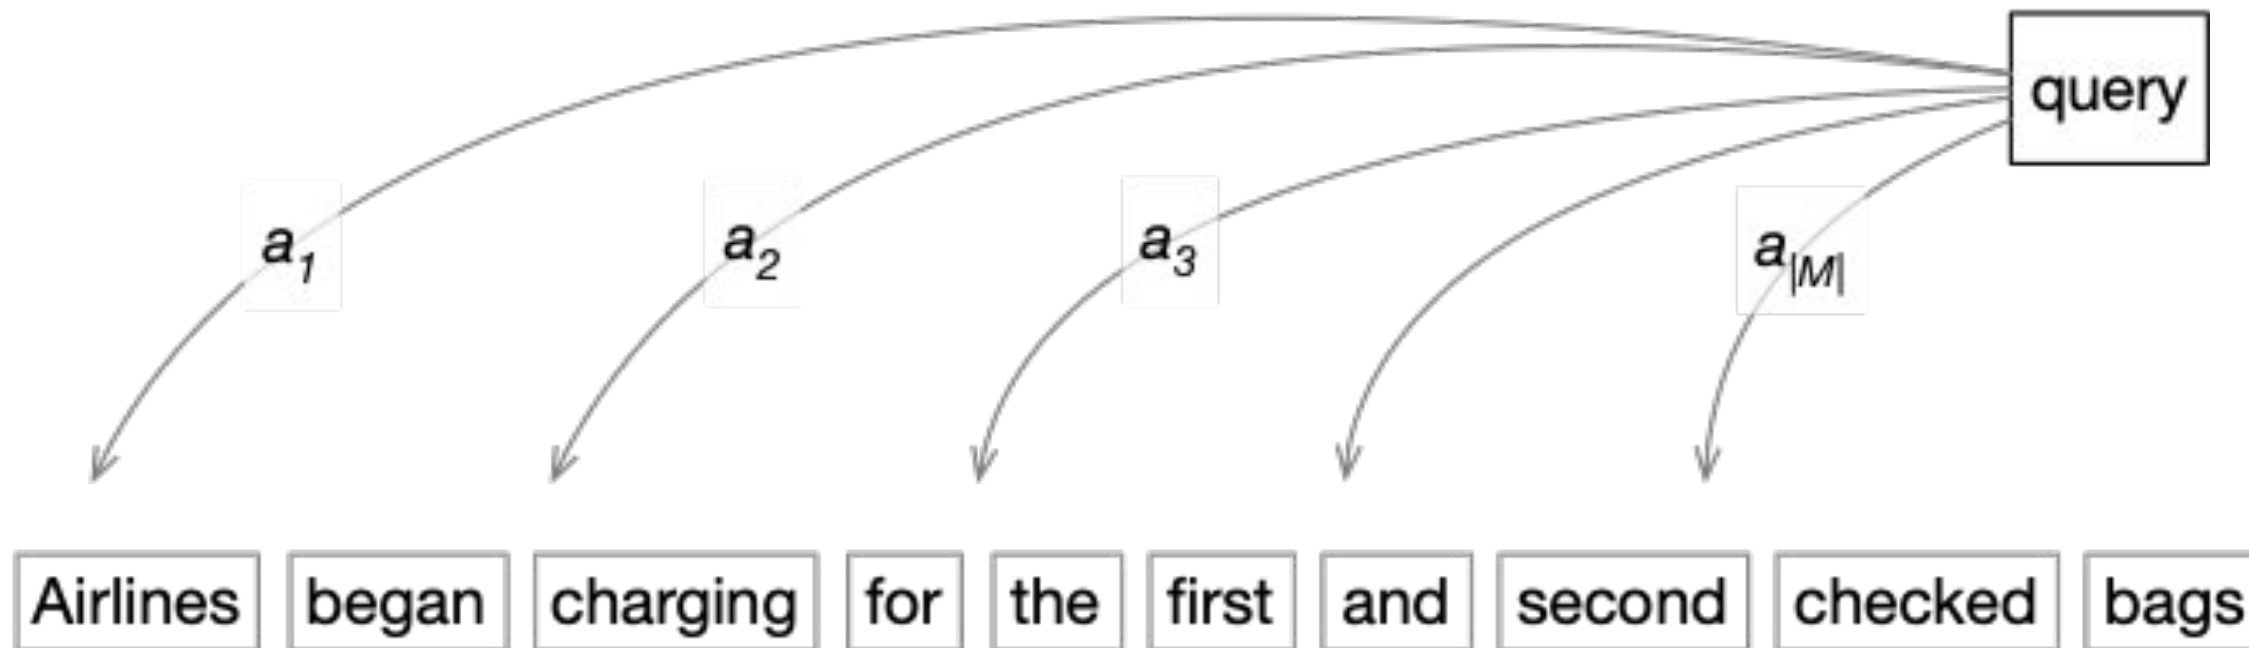 query
a1 a2 a3 a|M|
Airlines began charging for the first and second checked bags